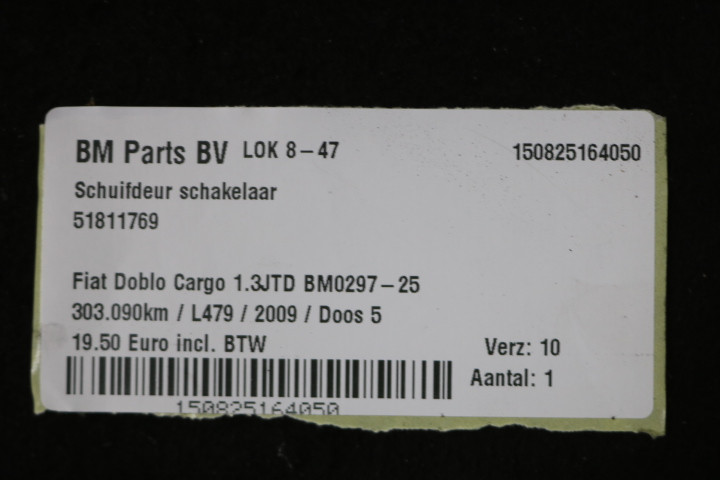 BM Parts BV LOK 8-47 150825164050
Schuifdeur schakelaar
51811769
Fiat Doblo Cargo 1.3JTD BM0297-25
303.090km / L479 / 2009 / Doos 5
19.50 Euro incl. BTW Verz: 10
Aantal: 1
150825164050